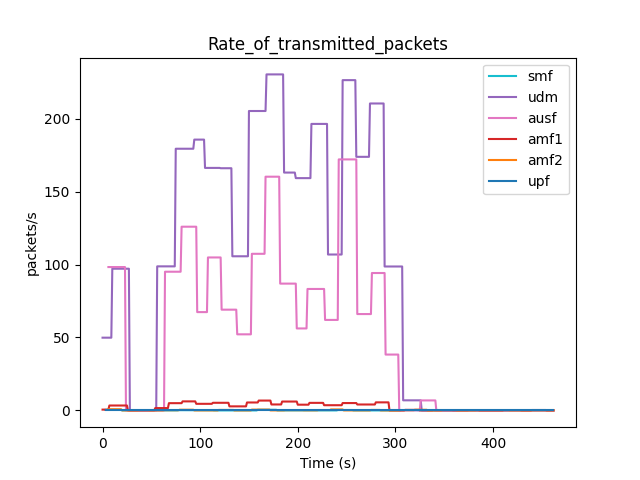 Rate_of_transmitted_packets
smf
udm
ausf
amf1
amf2
upf
packets/s
200
150
100
50
0
0 100 200 300 400
Time (s)